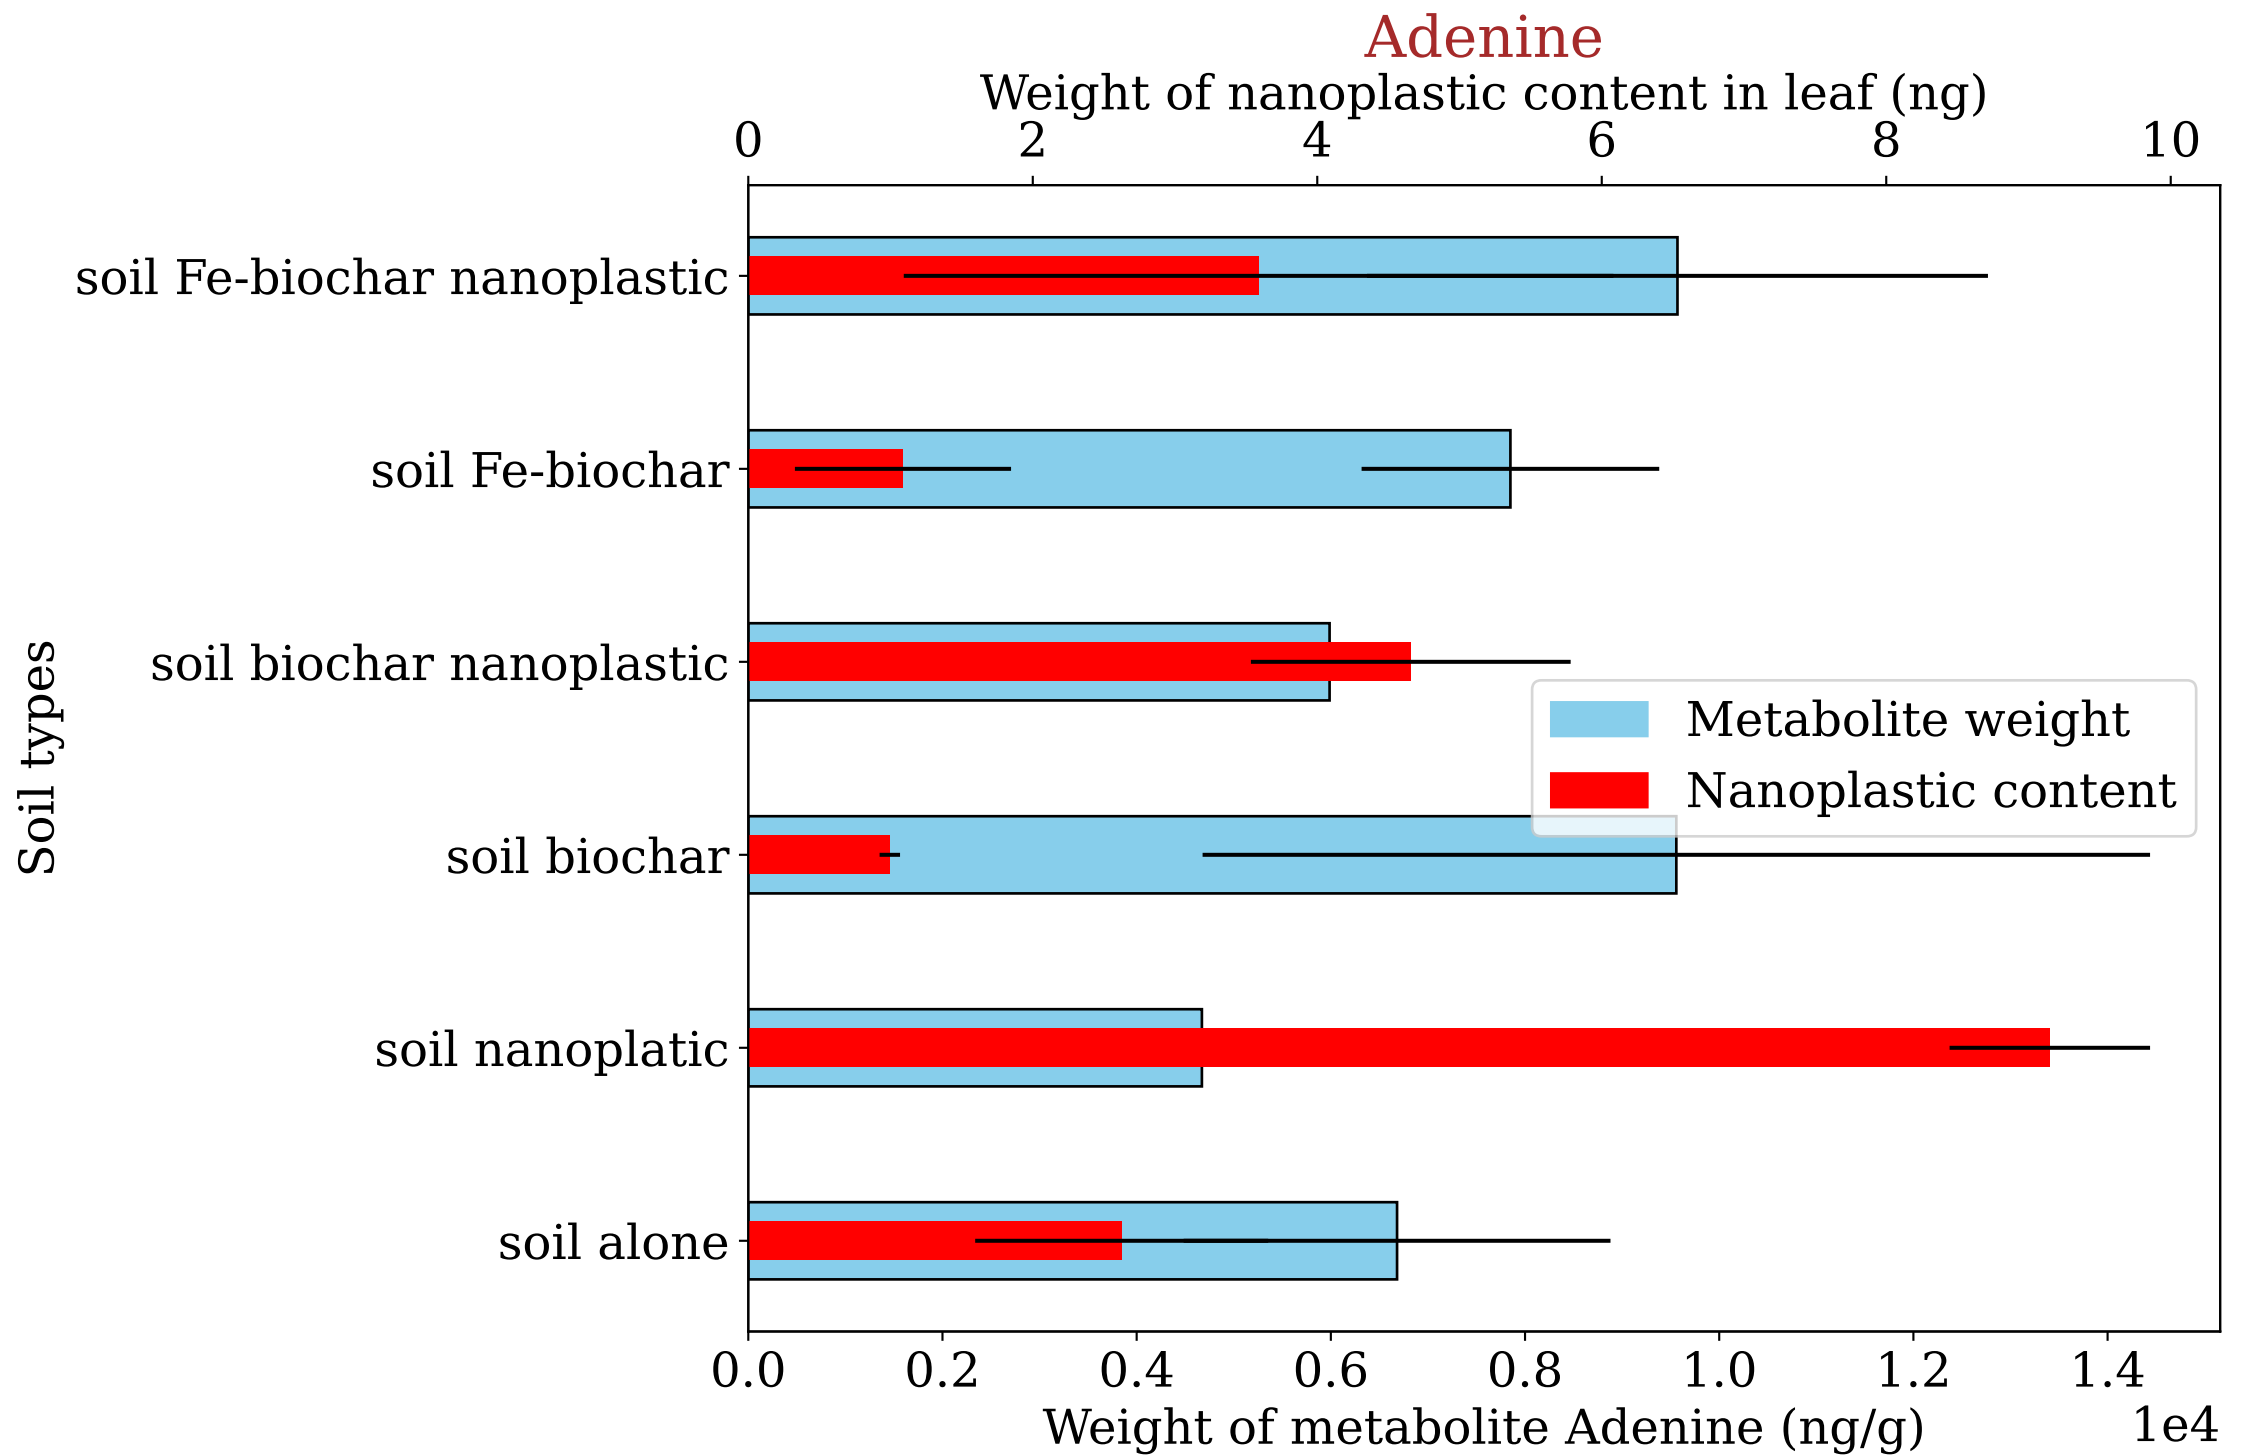 Adenine
Weight of nanoplastic content in leaf (ng)
0 2 4 6 8 10
soil Fe-biochar nanoplastic
soil Fe-biochar
soil biochar nanoplastic
soil biochar
soil nanoplatic
soil alone
Soil types
Metabolite weight
Nanoplastic content
0.0 0.2 0.4 0.6 0.8 1.0 1.2 1.4
Weight of metabolite Adenine (ng/g)
1e4